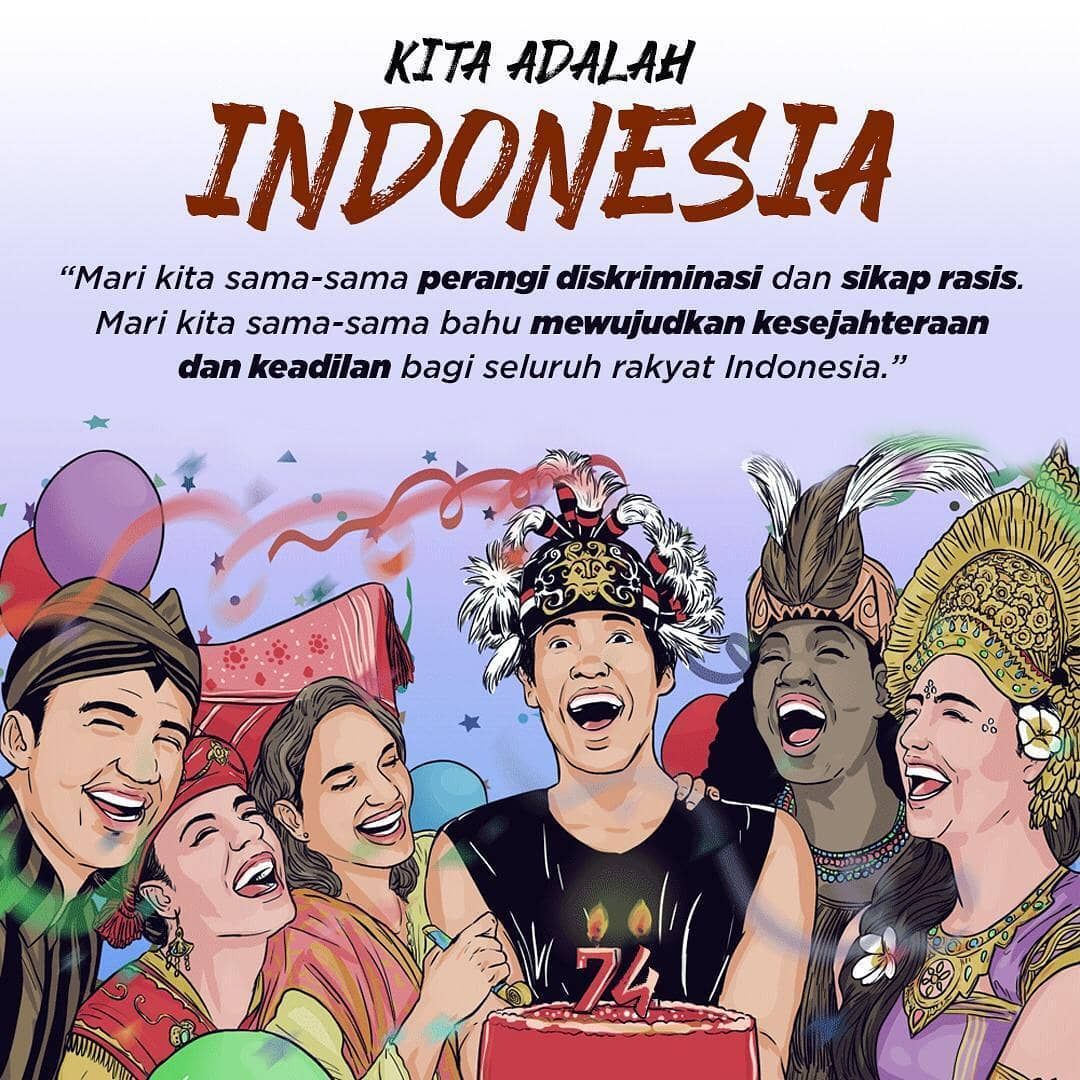 KITA ADALAH
INDONESIA
“Mari kita sama-sama perangi diskriminasi dan sikap rasis.
Mari kita sama-sama bahu mewujudkan kesejahteraan
dan keadilan bagi seluruh rakyat Indonesia.”
74